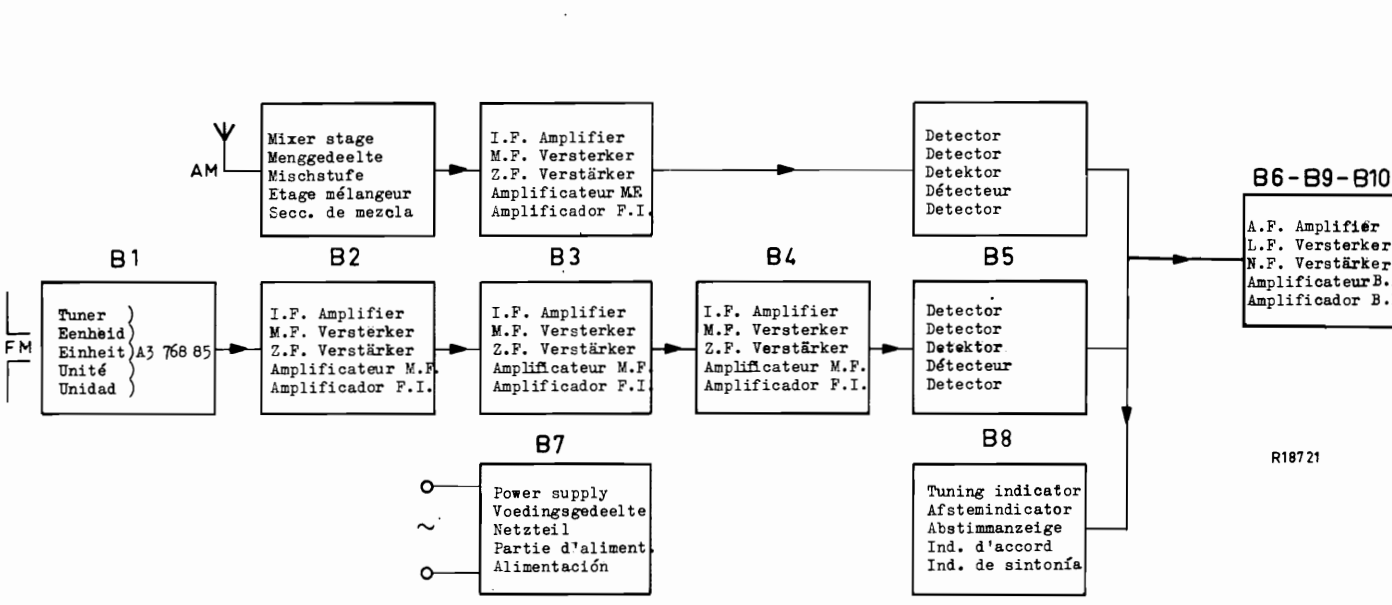 AM
Mixer stage
Menggedeelte
Mischstufe
Etage mélangeur
Secc. de mezcla
I.F. Amplifier
M.F. Versterker
Z.F. Verstärker
Amplificateur M.F.
Amplificador F.I.
Detector
Detector
Detektor
Détecteur
Detector
B6-B9-B10
A.F. Amplifier
L.F. Versterker
N.F. Verstärker
Amplificateur B.
Amplificador B.
B1
B2
B3
B4
B5
FM
Tuner )
Eenheid)
Einheit)A3 768 85
Unité )
Unidad )
I.F. Amplifier
M.F. Versterker
Z.F. Verstärker
Amplificateur M.F.
Amplificador F.I.
I.F. Amplifier
M.F. Versterker
Z.F. Verstärker
Amplificateur M.F.
Amplificador F.I.
I.F. Amplifier
M.F. Versterker
Z.F. Verstärker
Amplificateur M.F.
Amplificador F.I.
Detector
Detector
Detektor
Détecteur
Detector
B7
~
Power supply
Voedingsgedeelte
Netzteil
Partie d'aliment.
Alimentación
B8
Tuning indicator
Afstemindicator
Abstimmanzeige
Ind. d'accord
Ind. de sintonía
R18721